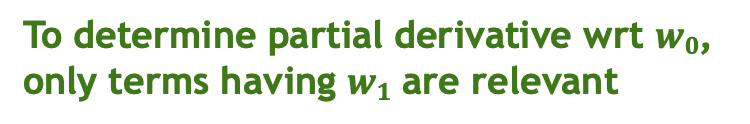 To determine partial derivative wrt w₀,
only terms having w₁ are relevant